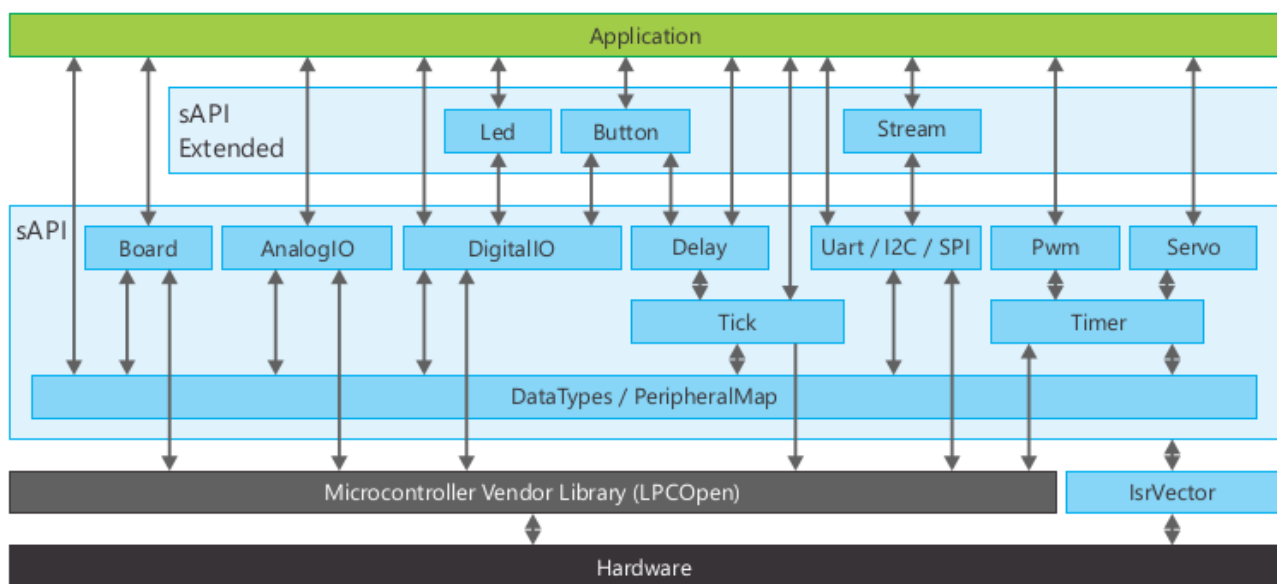 Application
sAPI
Extended
Led
Button
Stream
sAPI
Board
AnalogIO
DigitalIO
Delay
Uart / I2C / SPI
Pwm
Servo
Tick
Timer
DataTypes / PeripheralMap
Microcontroller Vendor Library (LPCOpen)
IsrVector
Hardware